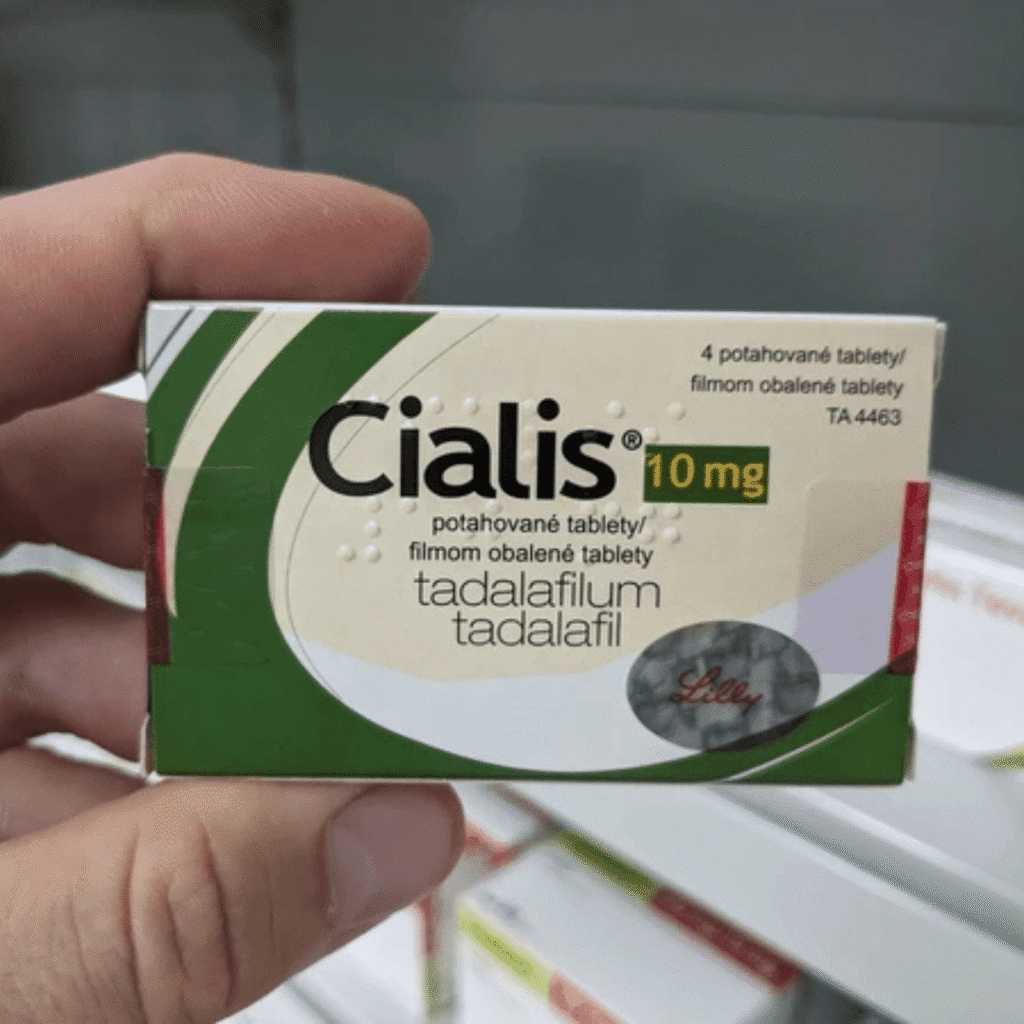 4 potahované tablety/
filmom obalené tablety
TA 4463
Cialis® 10 mg
potahované tablety/
filmom obalené tablety
tadalafilum
tadalafil
Lilly